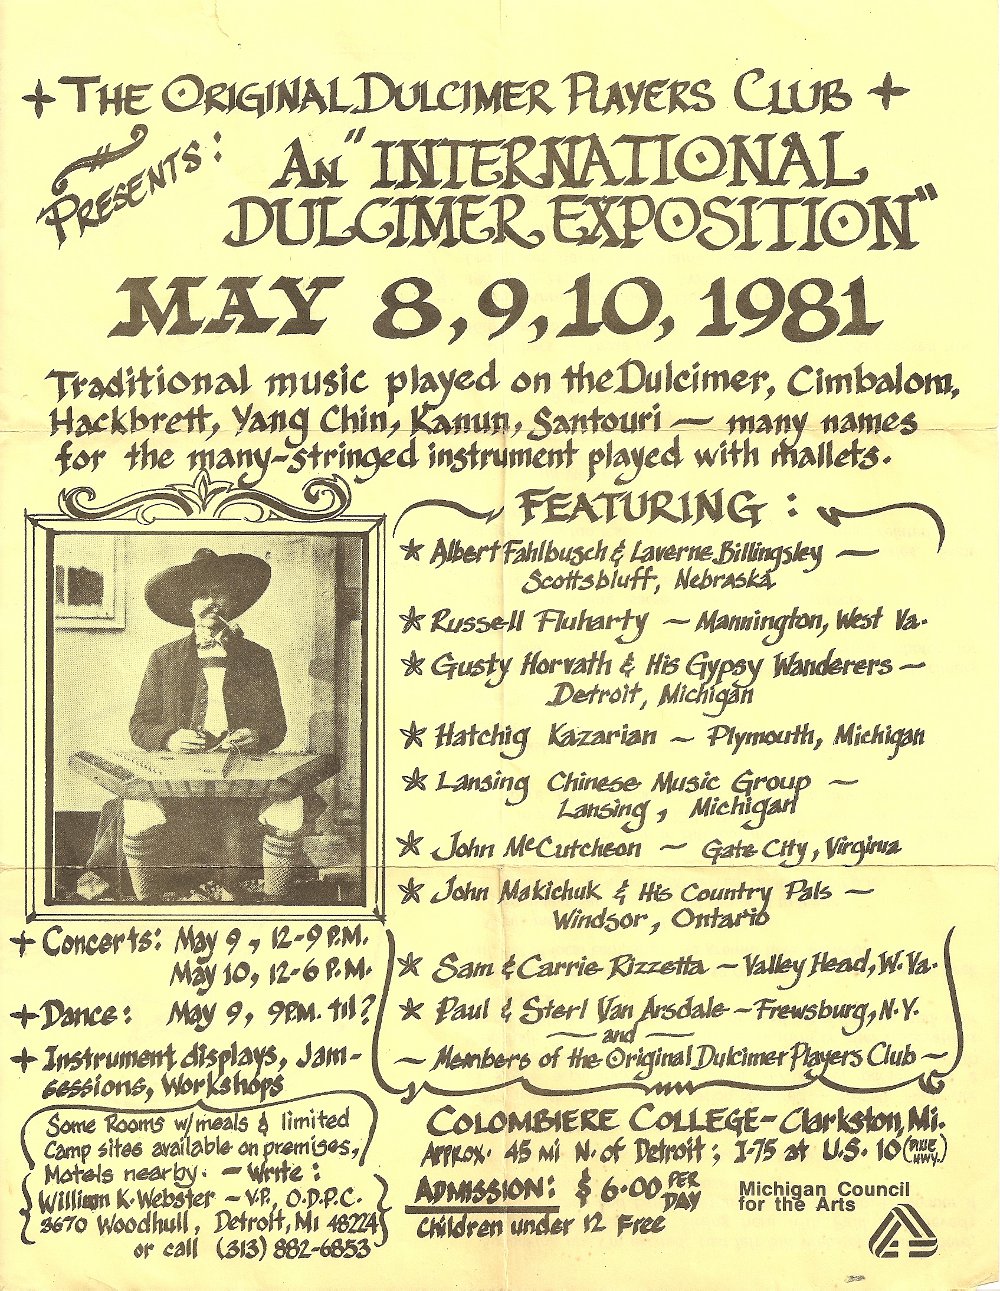 THE ORIGINAL DULCIMER PLAYERS CLUB
PRESENTS:
AN "INTERNATIONAL
DULCIMER EXPOSITION"
MAY 8, 9, 10, 1981
Traditional music played on the Dulcimer, Cimbalom,
Hackbrett, Yang Chin, Kanun, Santouri — many names
for the many-stringed instrument played with mallets.
FEATURING:
* Albert Fahlbusch & Laverne Billingsley —
Scottsbluff, Nebraska
* Russell Fluharty ~ Mannington, West Va.
* Gusty Horvath & His Gypsy Wanderers —
Detroit, Michigan
* Hatchig Kazarian ~ Plymouth, Michigan
* Lansing Chinese Music Group ~
Lansing, Michigan
* John McCutcheon ~ Gate City, Virginia
* John Makichuk & His Country Pals —
Windsor, Ontario
* Sam & Carrie Rizzetta — Valley Head, W. Va.
* Paul & Sterl Van Arsdale — Frewsburg, N.Y.
— and —
~ Members of the Original Dulcimer Players Club ~
+ Concerts: May 9, 12-9 P.M.
May 10, 12-6 P.M.
+ Dance: May 9, 9PM. til?
+ Instrument displays, Jam-
sessions, Workshops
Some Rooms w/meals & limited
Camp sites available on premises,
Motels nearby. — Write:
William K. Webster — V.P., O.D.P.C.
3670 Woodhull, Detroit, Mi 48224
or call (313) 882-6853
COLOMBIERE COLLEGE — Clarkston, Mi.
APPROX. 45 mi N. of Detroit; I-75 at U.S. 10 (DIXIE HWY.)
ADMISSION: $6.00 PER DAY
Children under 12 Free
Michigan Council
for the Arts